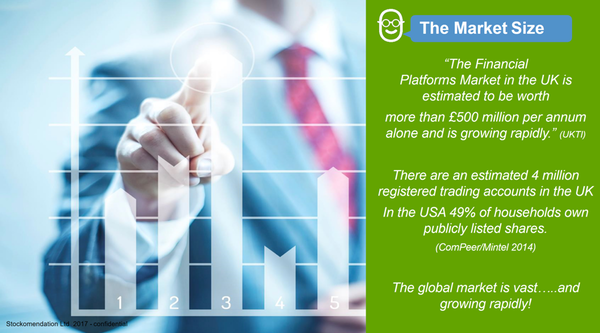 The Market Size
“The Financial
Platforms Market in the UK is
estimated to be worth
more than £500 million per annum
alone and is growing rapidly.” (UKTI)
There are an estimated 4 million
registered trading accounts in the UK
In the USA 49% of households own
publicly listed shares.
(ComPeer/Mintel 2014)
The global market is vast…..and
growing rapidly!
1 2 3 4 5
Stockomendation Ltd. 2017 - confidential